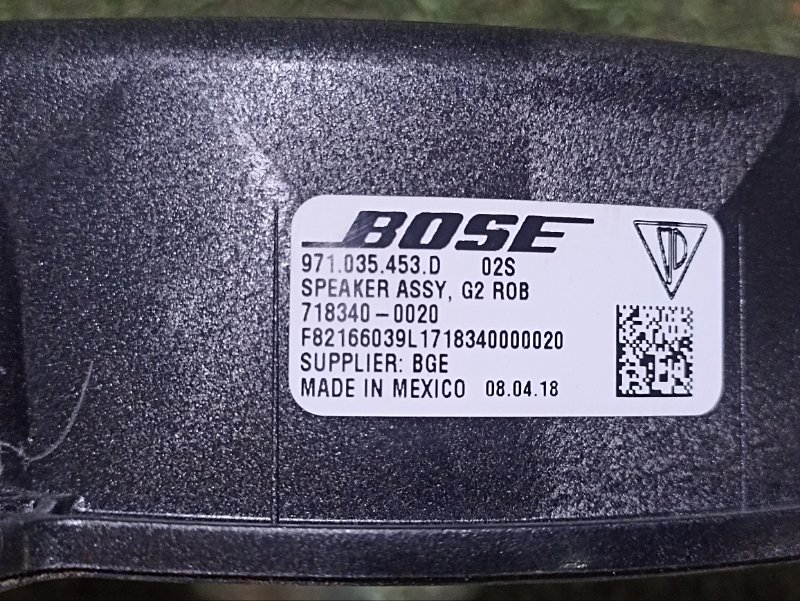 BOSE
971.035.453.D 02S
SPEAKER ASSY, G2 ROB
718340-0020
F82166039L1718340000020
SUPPLIER: BGE
MADE IN MEXICO 08.04.18